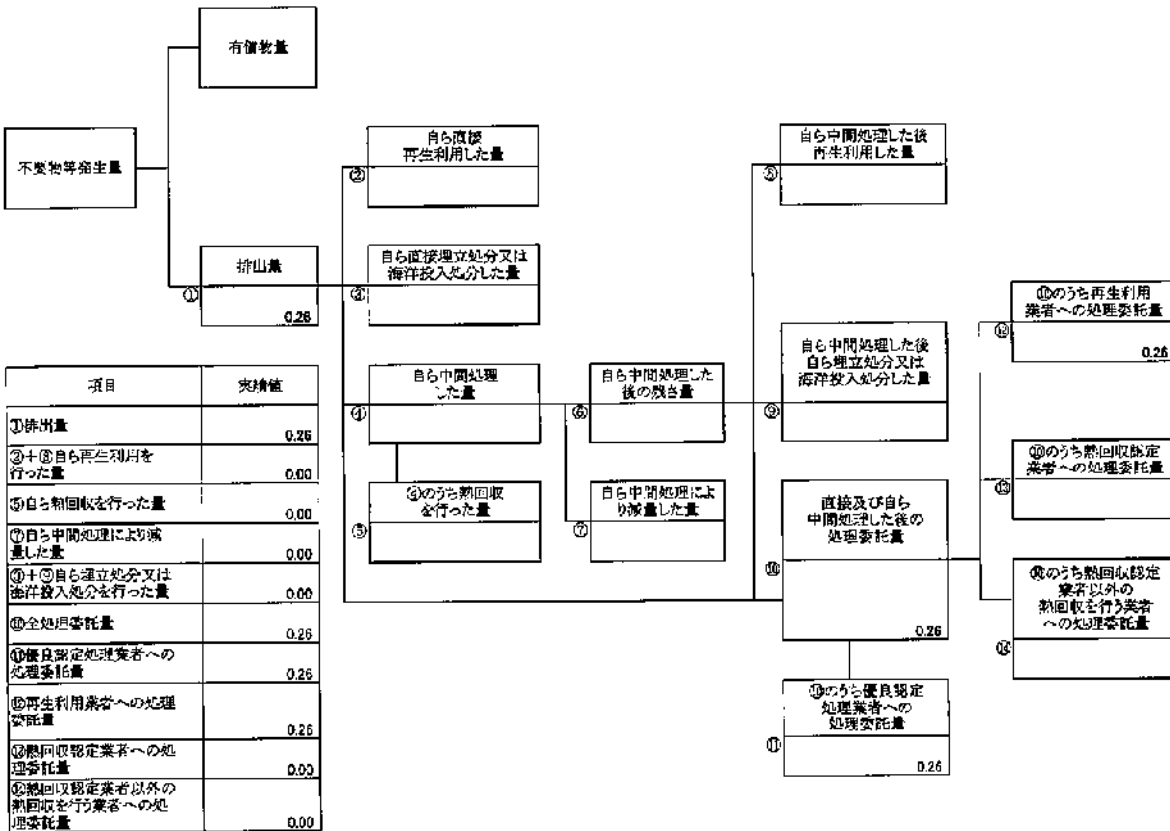 有償物量
不要物等発生量
排出量
①
0.26
自ら直接
再生利用した量
②
自ら直接埋立処分又は
海洋投入処分した量
③
自ら中間処理
した量
④
④のうち熱回収
を行った量
⑤
自ら中間処理した
後の残さ量
⑥
自ら中間処理によ
り減量した量
⑦
自ら中間処理した後
再生利用した量
⑧
自ら中間処理した後
自ら埋立処分又は
海洋投入処分した量
⑨
直接及び自ら
中間処理した後の
処理委託量
⑩
0.26
⑩のうち優良認定
処理業者への
処理委託量
⑪
0.26
⑩のうち再生利用
業者への処理委託量
⑫
0.26
⑩のうち熱回収認定
業者への処理委託量
⑬
⑩のうち熱回収認定
業者以外の
熱回収を行う業者
への処理委託量
⑭
項目 実績値
①排出量 0.26
②+⑧自ら再生利用を
行った量 0.00
⑤自ら熱回収を行った量 0.00
⑦自ら中間処理により減
量した量 0.00
③+⑨自ら埋立処分又は
海洋投入処分を行った量 0.00
⑩全処理委託量 0.26
⑪優良認定処理業者への
処理委託量 0.26
⑫再生利用業者への処理
委託量 0.26
⑬熱回収認定業者への処
理委託量 0.00
⑭熱回収認定業者以外の
熱回収を行う業者への処
理委託量 0.00